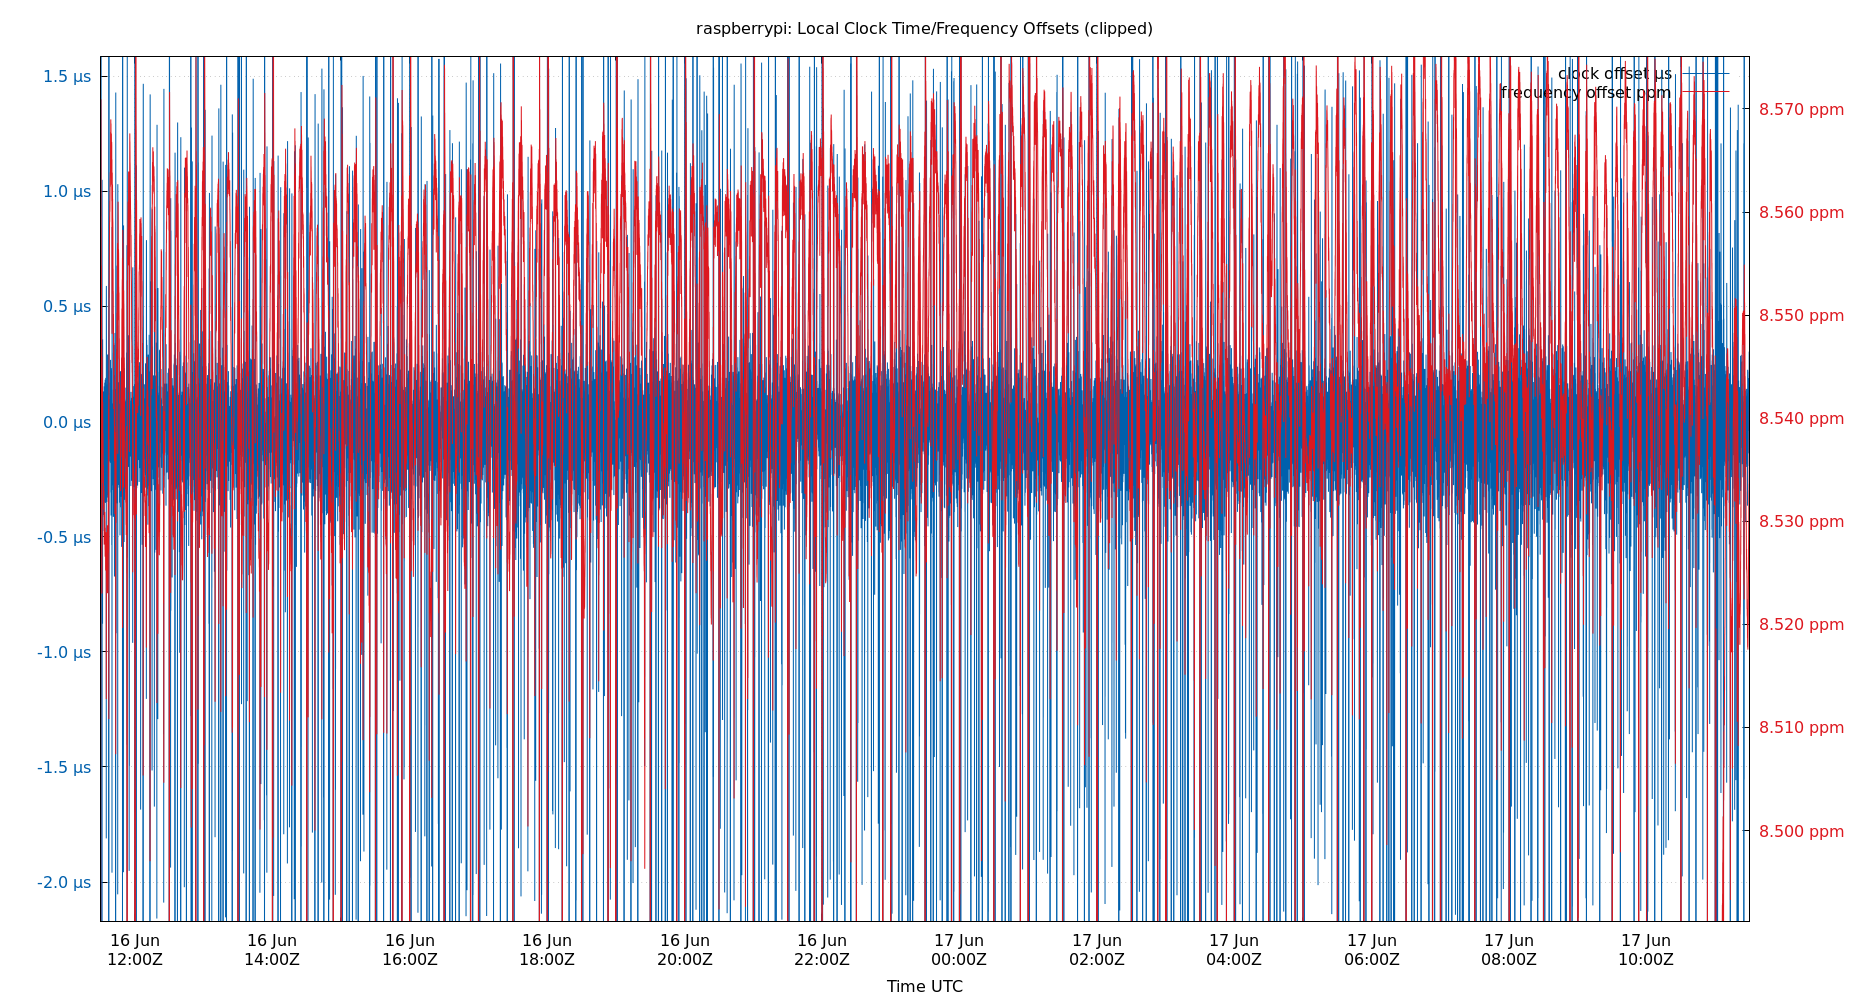 raspberrypi: Local Clock Time/Frequency Offsets (clipped)
clock offset µs
frequency offset ppm
1.5 µs
1.0 µs
0.5 µs
0.0 µs
-0.5 µs
-1.0 µs
-1.5 µs
-2.0 µs
8.570 ppm
8.560 ppm
8.550 ppm
8.540 ppm
8.530 ppm
8.520 ppm
8.510 ppm
8.500 ppm
16 Jun 16 Jun 16 Jun 16 Jun 16 Jun 16 Jun 17 Jun 17 Jun 17 Jun 17 Jun 17 Jun 17 Jun
12:00Z 14:00Z 16:00Z 18:00Z 20:00Z 22:00Z 00:00Z 02:00Z 04:00Z 06:00Z 08:00Z 10:00Z
Time UTC